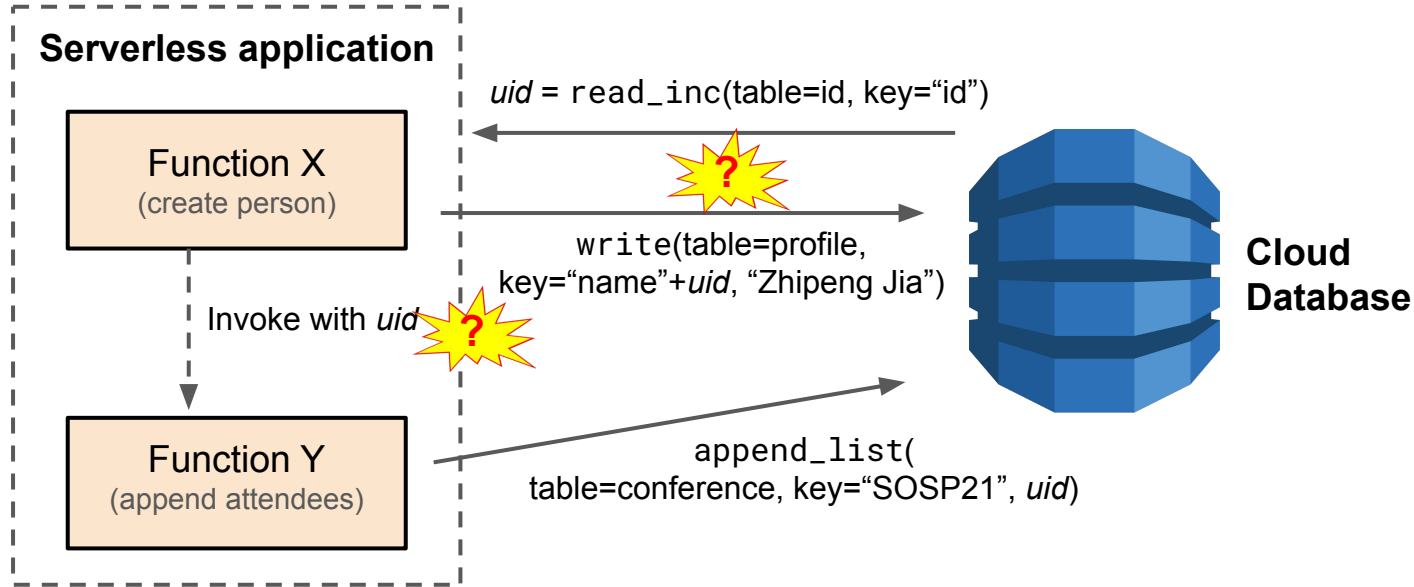 Serverless application
uid = read_inc(table=id, key=“id”)
Function X
(create person)
?
write(table=profile,
key=“name”+uid, “Zhipeng Jia”)
Cloud
Database
Invoke with uid
?
Function Y
(append attendees)
append_list(
table=conference, key=“SOSP21”, uid)